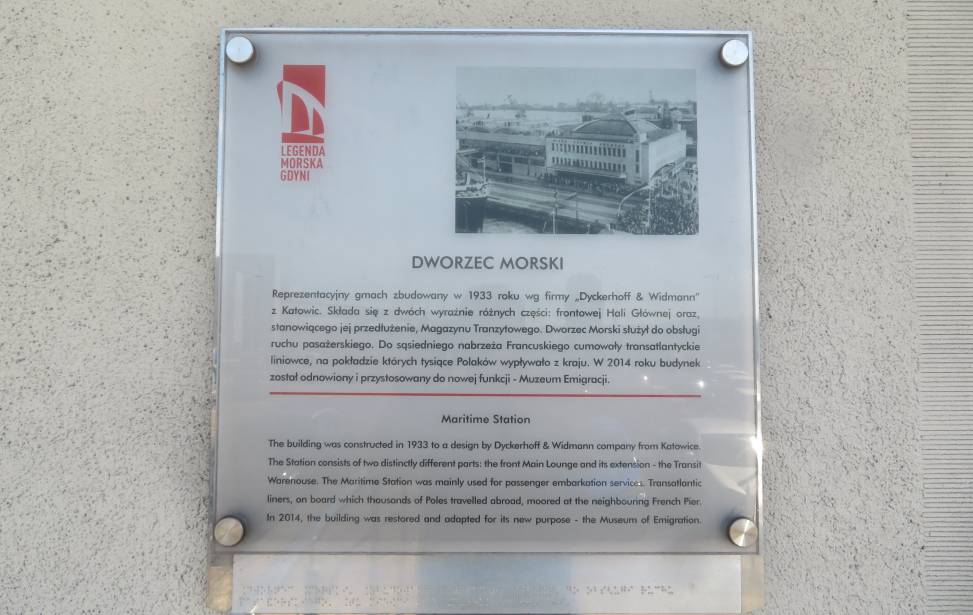 LEGENDA
MORSKA
GDYNI
DWORZEC MORSKI
Reprezentacyjny gmach zbudowany w 1933 roku wg firmy „Dyckerhoff & Widmann”
z Katowic. Składa się z dwóch wyraźnie różnych części: frontowej Hali Głównej oraz,
stanowiącego jej przedłużenie, Magazynu Tranzytowego. Dworzec Morski służył do obsługi
ruchu pasażerskiego. Do sąsiedniego nabrzeża Francuskiego cumowały transatlantyckie
liniowce, na pokładzie których tysiące Polaków wypływało z kraju. W 2014 roku budynek
został odnowiony i przystosowany do nowej funkcji - Muzeum Emigracji.
Maritime Station
The building was constructed in 1933 to a design by Dyckerhoff & Widmann company from Katowice.
The Station consists of two distinctly different parts: the front Main Lounge and its extension - the Transit
Warehouse. The Maritime Station was mainly used for passenger embarkation services. Transatlantic
liners, on board which thousands of Poles travelled abroad, moored at the neighbouring French Pier.
In 2014, the building was restored and adapted for its new purpose - the Museum of Emigration.